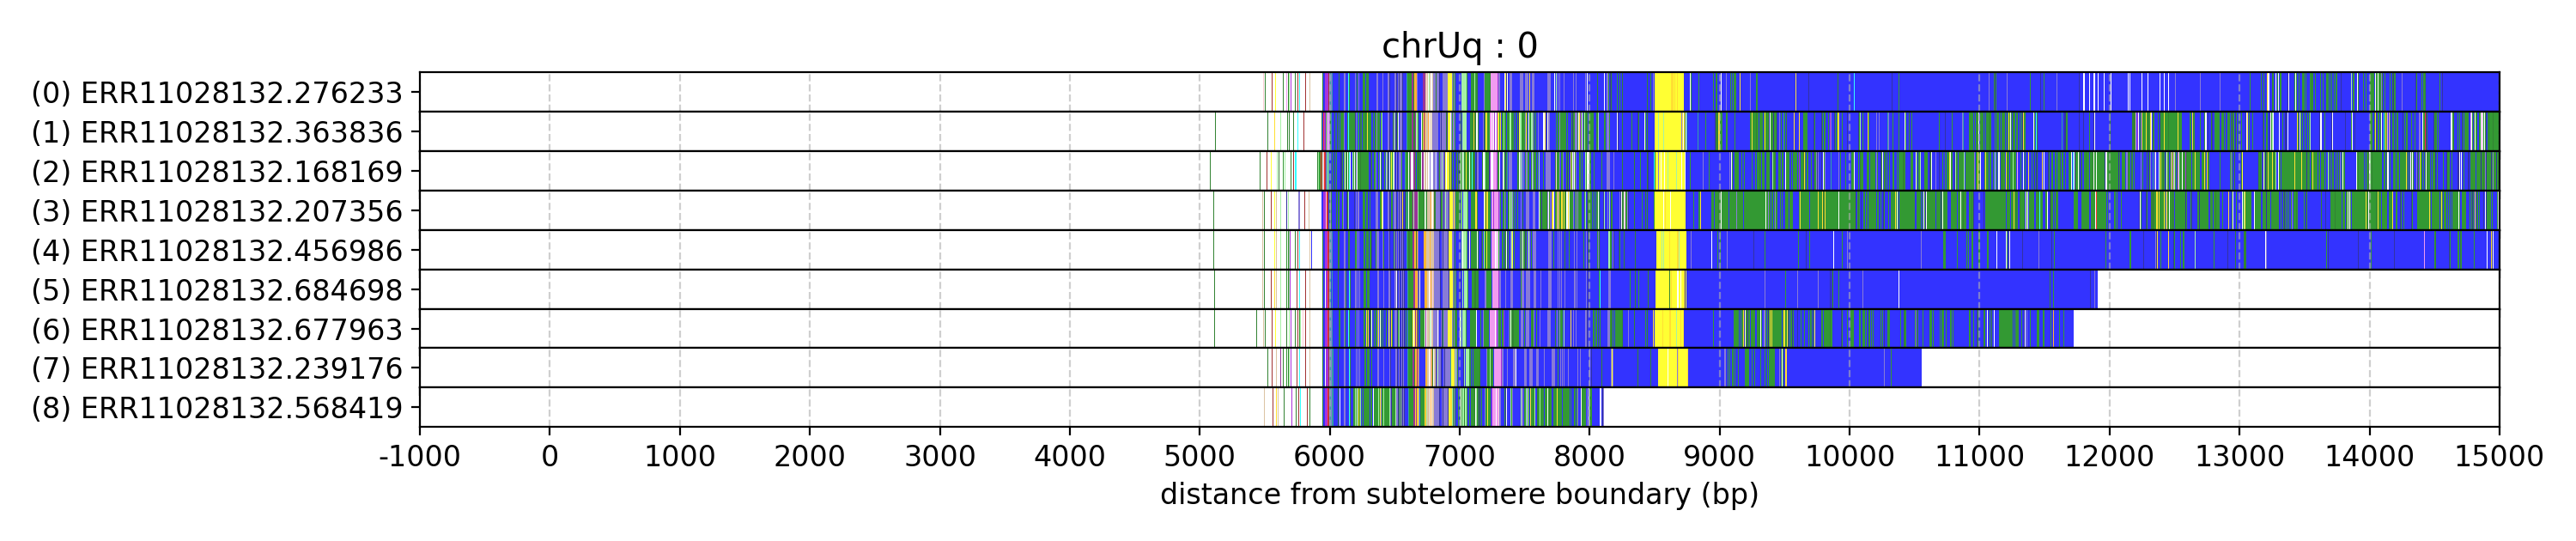 chrUq : 0
(0) ERR11028132.276233
(1) ERR11028132.363836
(2) ERR11028132.168169
(3) ERR11028132.207356
(4) ERR11028132.456986
(5) ERR11028132.684698
(6) ERR11028132.677963
(7) ERR11028132.239176
(8) ERR11028132.568419
-1000 0 1000 2000 3000 4000 5000 6000 7000 8000 9000 10000 11000 12000 13000 14000 15000
distance from subtelomere boundary (bp)